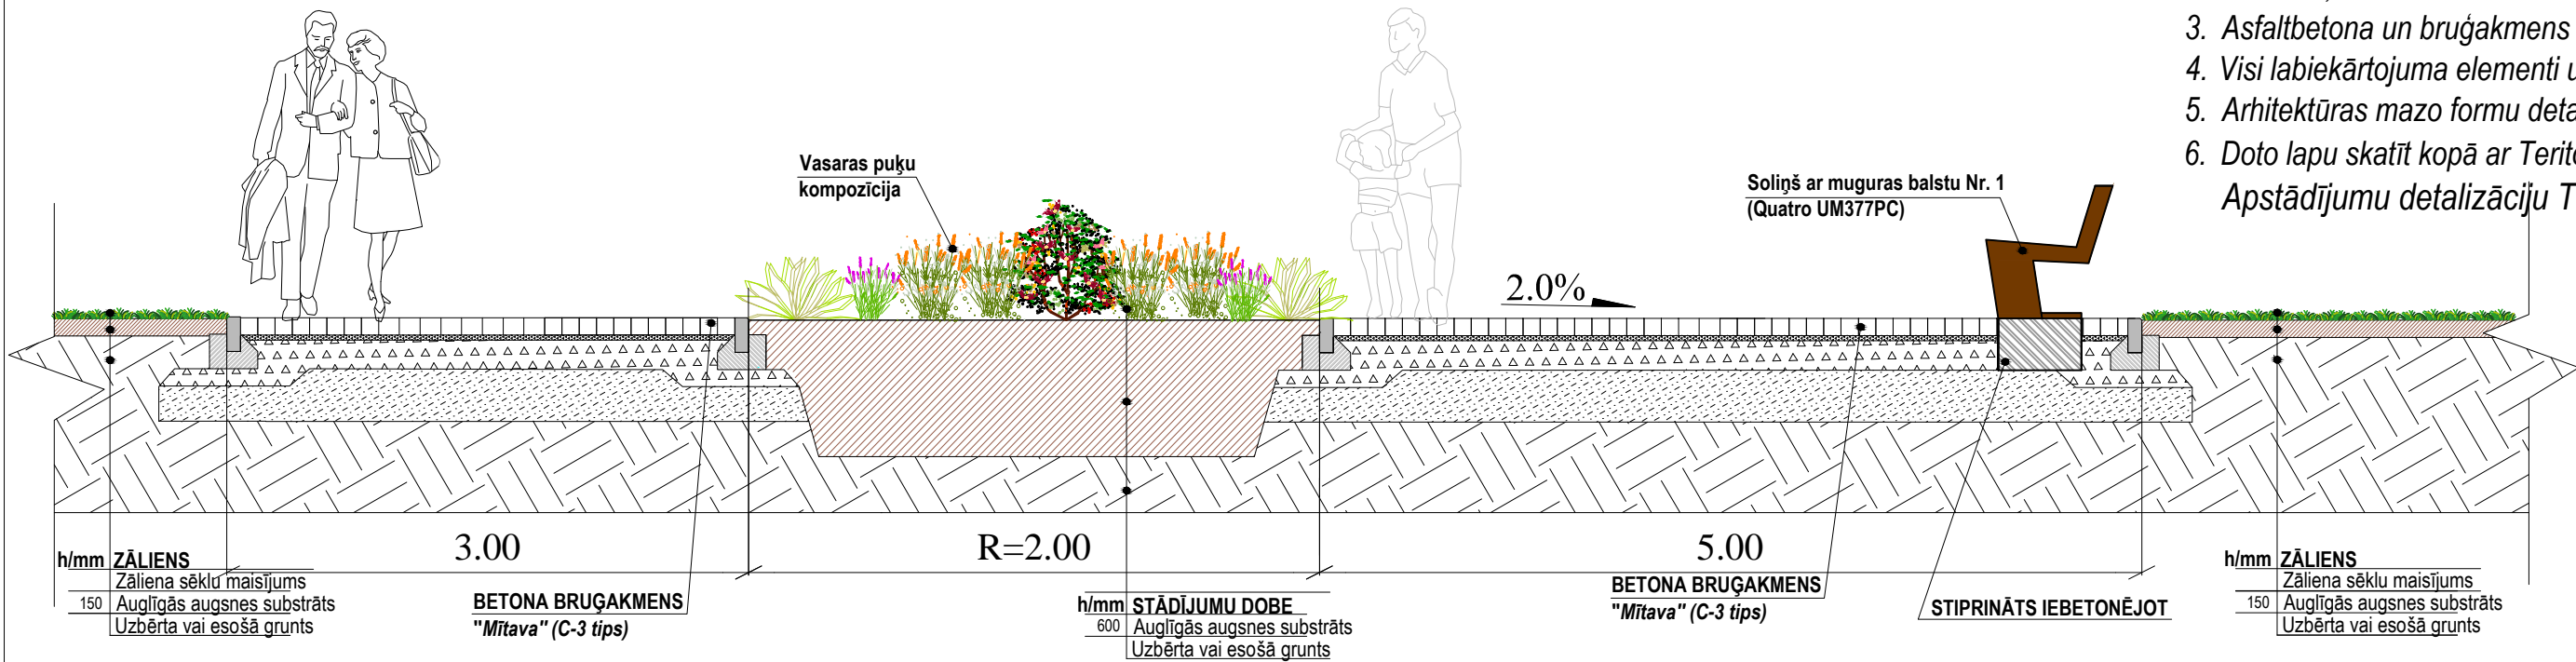 3. Asfaltbetona un bruģakmens
4. Visi labiekārtojuma elementi
5. Arhitektūras mazo formu
6. Doto lapu skatīt kopā ar
Apstādījumu detalizāciju
Vasaras puķu
kompozīcija
Soliņš ar muguras balstu Nr. 1
(Quatro UM377PC)
2.0%
3.00
R=2.00
5.00
h/mm ZĀLIENS
Zāliena sēklu maisījums
150 Auglīgās augsnes substrāts
Uzbērta vai esošā grunts
BETONA BRUĢAKMENS
"Mītava" (C-3 tips)
h/mm STĀDĪJUMU DOBE
600 Auglīgās augsnes substrāts
Uzbērta vai esošā grunts
BETONA BRUĢAKMENS
"Mītava" (C-3 tips)
STIPRINĀTS IEBETONĒJOT
h/mm ZĀLIENS
Zāliena sēklu maisījums
150 Auglīgās augsnes substrāts
Uzbērta vai esošā grunts